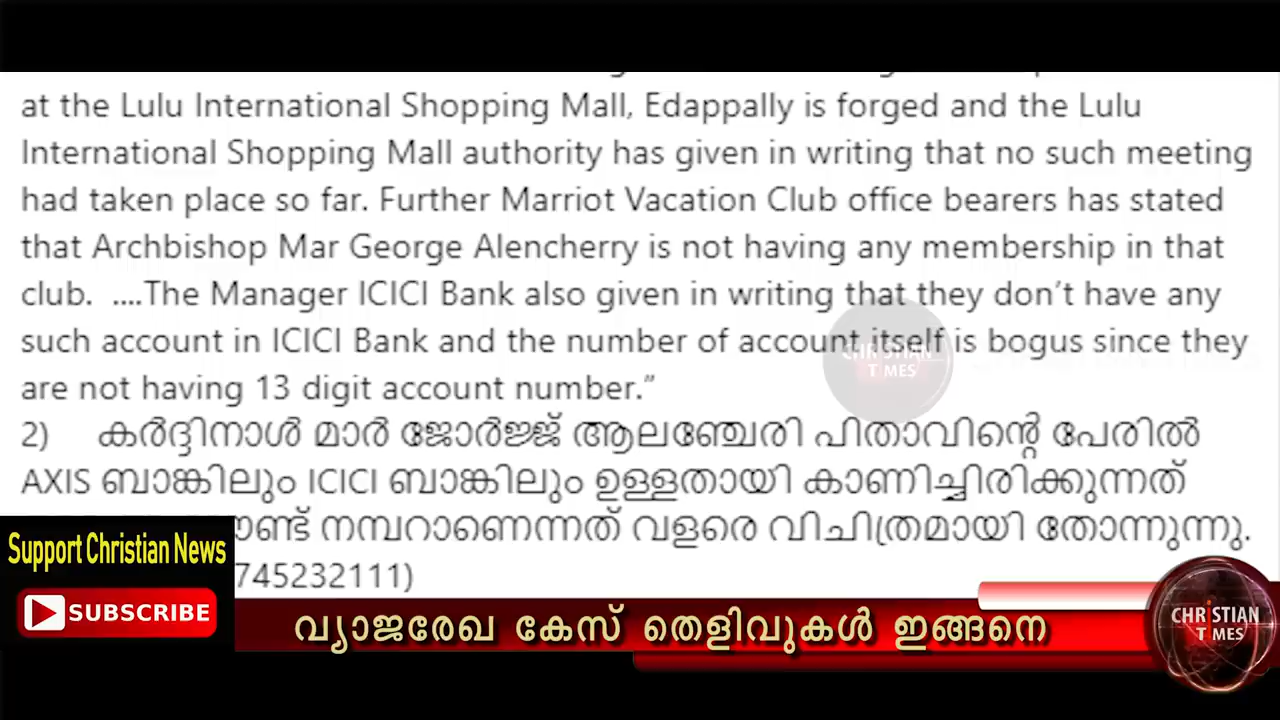 at the Lulu International Shopping Mall, Edappally is forged and the Lulu
International Shopping Mall authority has given in writing that no such meeting
had taken place so far. Further Marriot Vacation Club office bearers has stated
that Archbishop Mar George Alencherry is not having any membership in that
club. ....The Manager ICICI Bank also given in writing that they don’t have any
such account in ICICI Bank and the number of account itself is bogus since they
are not having 13 digit account number.”
2) കർദ്ദിനാൾ മാർ ജോർജ്ജ് ആലഞ്ചേരി പിതാവിന്റെ പേരിൽ
AXIS ബാങ്കിലും ICICI ബാങ്കിലും ഉള്ളതായി കാണിച്ചിരിക്കുന്നത്
നമ്പറാണെന്നത് വളരെ വിചിത്രമായി തോന്നുന്നു.
745232111)
Support Christian News
SUBSCRIBE
വ്യാജരേഖ കേസ് തെളിവുകൾ ഇങ്ങനെ
CHRISTIAN
TIMES
CHRISTIAN
TIMES